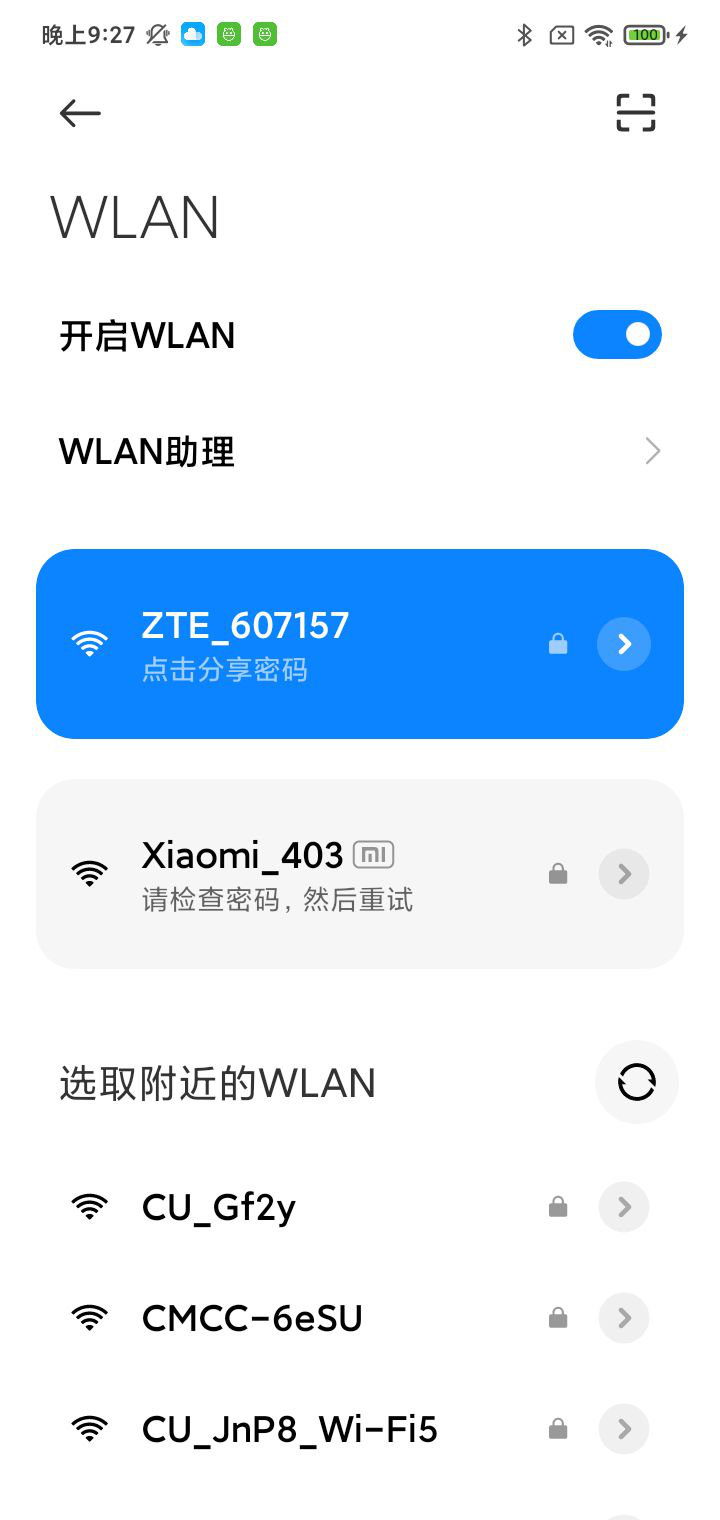 晚上9:27
100
WLAN
开启WLAN
WLAN助理
ZTE_607157
点击分享密码
Xiaomi_403 mi
请检查密码，然后重试
选取附近的WLAN
CU_Gf2y
CMCC-6eSU
CU_JnP8_Wi-Fi5